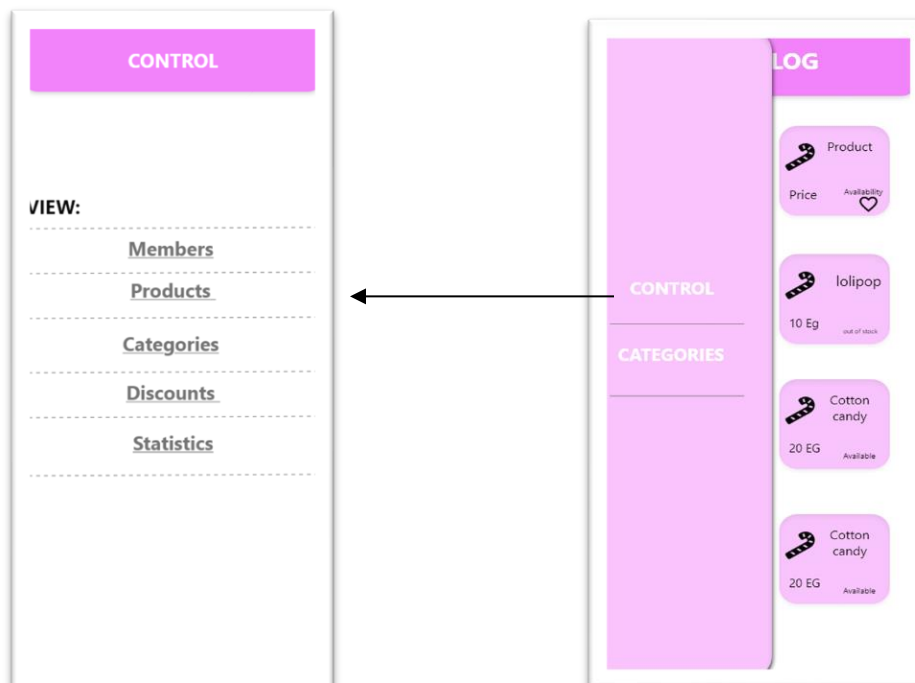 CONTROL
VIEW:
Members
Products
Categories
Discounts
Statistics
LOG
CONTROL
CATEGORIES
Product
Price
Availability
lolipop
10 Eg
out of stock
Cotton
candy
20 EG
Available
Cotton
candy
20 EG
Available